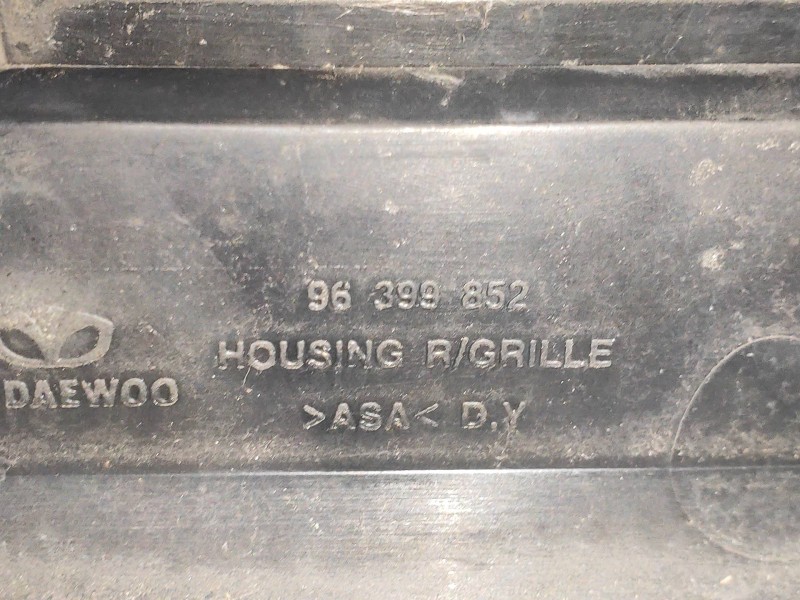 96 399 852
HOUSING R/GRILLE
DAEWOO
>ASA< D.Y